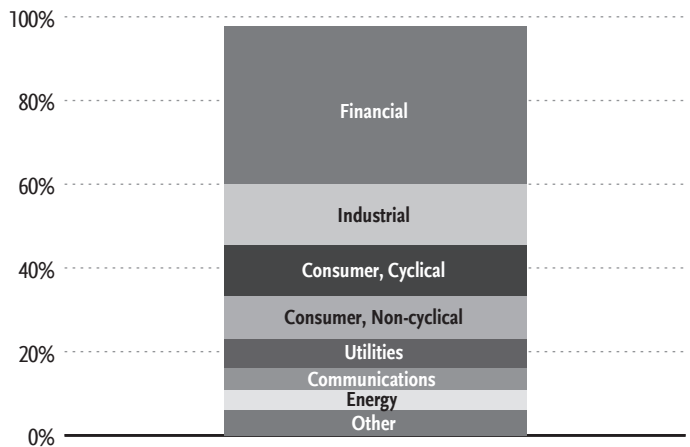 100%
Financial
80%
60%
Industrial
Consumer, Cyclical
40%
Consumer, Non-cyclical
Utilities
20%
Communications
Energy
Other
0%